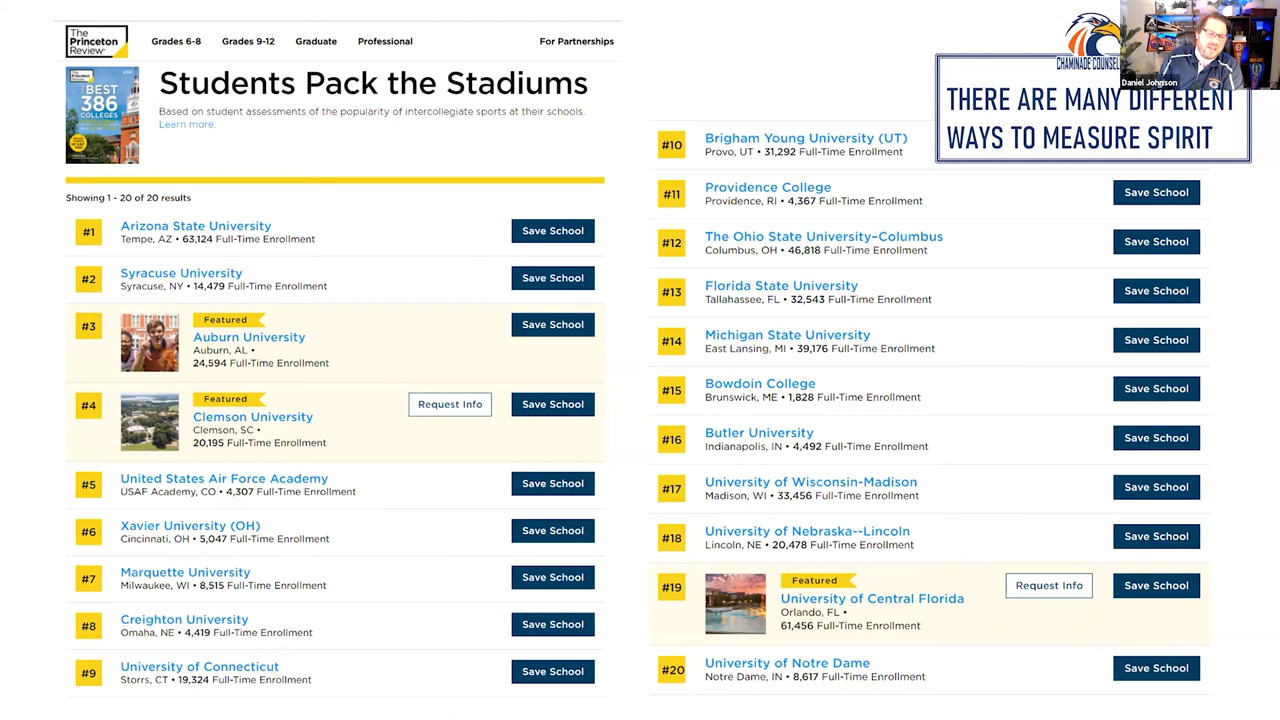 The
Princeton
Review
Grades 6-8
Grades 9-12
Graduate
Professional
For Partnerships
The
Princeton
Review
THE BEST
386
COLLEGES
Students Pack the Stadiums
Based on student assessments of the popularity of intercollegiate sports at their schools.
Learn more.
Showing 1 - 20 of 20 results
#1
Arizona State University
Tempe, AZ • 63,124 Full-Time Enrollment
Save School
#2
Syracuse University
Syracuse, NY • 14,479 Full-Time Enrollment
Save School
#3
Featured
Auburn University
Auburn, AL •
24,594 Full-Time Enrollment
Save School
#4
Featured
Clemson University
Clemson, SC •
20,195 Full-Time Enrollment
Request Info
Save School
#5
United States Air Force Academy
USAF Academy, CO • 4,307 Full-Time Enrollment
Save School
#6
Xavier University (OH)
Cincinnati, OH • 5,047 Full-Time Enrollment
Save School
#7
Marquette University
Milwaukee, WI • 8,515 Full-Time Enrollment
Save School
#8
Creighton University
Omaha, NE • 4,419 Full-Time Enrollment
Save School
#9
University of Connecticut
Storrs, CT • 19,324 Full-Time Enrollment
Save School
CHAMINADE COUNSEL
Daniel Johnson
THERE ARE MANY DIFFERENT
WAYS TO MEASURE SPIRIT
#10
Brigham Young University (UT)
Provo, UT • 31,292 Full-Time Enrollment
#11
Providence College
Providence, RI • 4,367 Full-Time Enrollment
Save School
#12
The Ohio State University–Columbus
Columbus, OH • 46,818 Full-Time Enrollment
Save School
#13
Florida State University
Tallahassee, FL • 32,543 Full-Time Enrollment
Save School
#14
Michigan State University
East Lansing, MI • 39,176 Full-Time Enrollment
Save School
#15
Bowdoin College
Brunswick, ME • 1,828 Full-Time Enrollment
Save School
#16
Butler University
Indianapolis, IN • 4,492 Full-Time Enrollment
Save School
#17
University of Wisconsin-Madison
Madison, WI • 33,456 Full-Time Enrollment
Save School
#18
University of Nebraska--Lincoln
Lincoln, NE • 20,478 Full-Time Enrollment
Save School
#19
Featured
University of Central Florida
Orlando, FL •
61,456 Full-Time Enrollment
Request Info
Save School
#20
University of Notre Dame
Notre Dame, IN • 8,617 Full-Time Enrollment
Save School